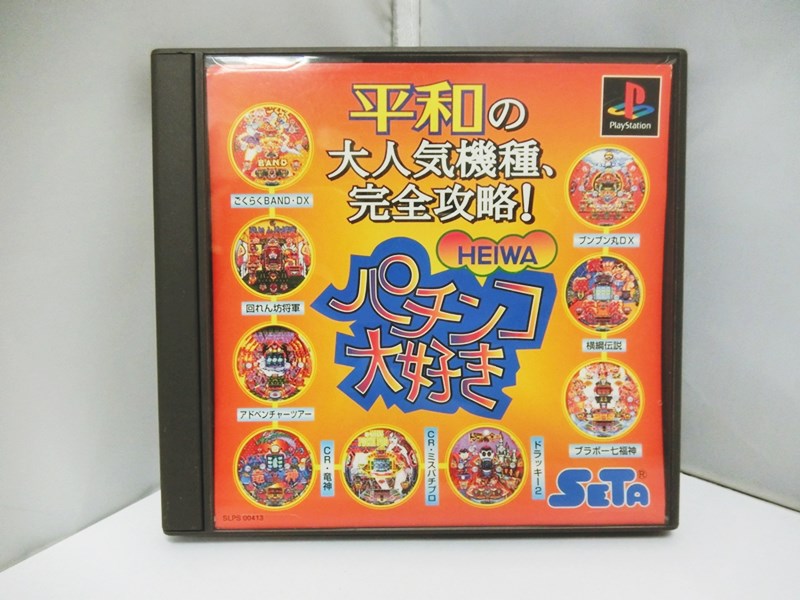 平和の
大人気機種、
完全攻略!
PlayStation
HEIWA
パチンコ
大好き
BAND
ごくらくBAND・DX
回れん坊将軍
アドベンチャーツアー
CR・竜神
CR・ミスパチプロ
ドラッキー2
ブンブン丸DX
横綱伝説
ブラボー七福神
SETA®
SLPS 00413